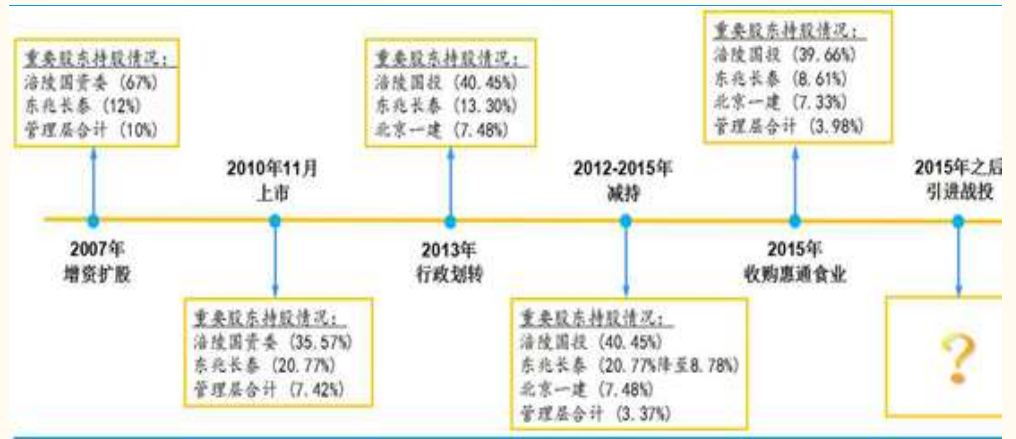 重要股东持股情况：
涪陵国资委 (67%)
东兆长泰 (12%)
管理层合计 (10%)
2007年
增资扩股
2010年11月
上市
重要股东持股情况：
涪陵国资委 (35.57%)
东兆长泰 (20.77%)
管理层合计 (7.42%)
重要股东持股情况：
涪陵国投 (40.45%)
东兆长泰 (13.30%)
北京一建 (7.48%)
2013年
行政划转
2012-2015年
减持
重要股东持股情况：
涪陵国投 (40.45%)
东兆长泰 (20.77%降至8.78%)
北京一建 (7.48%)
管理层合计 (3.37%)
重要股东持股情况：
涪陵国投 (39.66%)
东兆长泰 (8.61%)
北京一建 (7.33%)
管理层合计 (3.98%)
2015年
收购惠通食业
2015年之后
引进战投
?